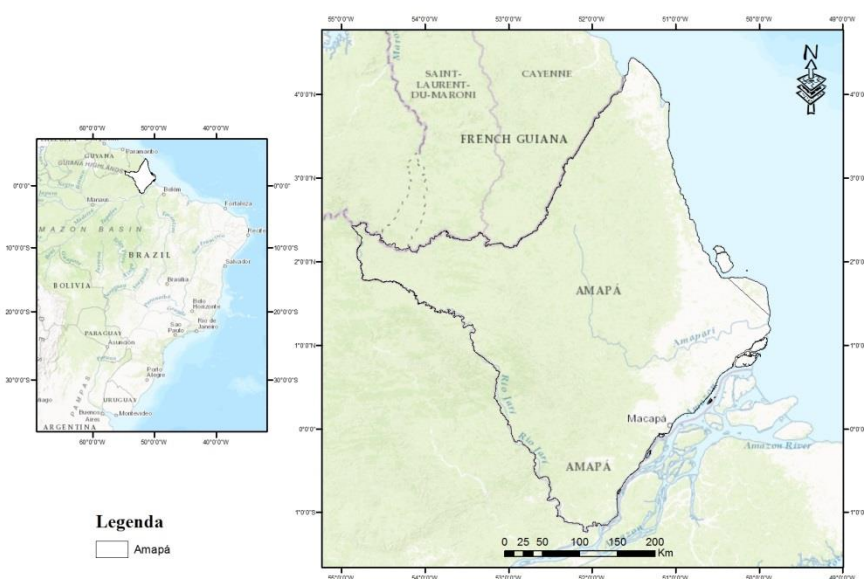 60°0'0"W 50°0'0"W 40°0'0"W
GUYANA
Paramaribo
Belém
Manaus
Fortaleza
Recife
AMAZON BASIN
BRAZIL
Salvador
BOLIVIA
Brasília
Belo
Horizonte
Rio de
Janeiro
Sao
Paulo
PARAGUAY
Asunción
Porto
Alegre
PAMPAS
URUGUAY
Buenos
Aires
Montevideo
ARGENTINA
0°0'0"
10°0'0"S
20°0'0"S
30°0'0"S
0°0'0"
10°0'0"S
20°0'0"S
30°0'0"S
60°0'0"W 50°0'0"W 40°0'0"W
Legenda
Amapá
55°0'0"W 54°0'0"W 53°0'0"W 52°0'0"W 51°0'0"W 50°0'0"W 49°0'0"W
N
SAINT-
LAURENT-
DU-MARONI
CAYENNE
FRENCH GUIANA
AMAPÁ
Amapari
Rio Jari
Rio Jari
Macapá
AMAPÁ
Amazon River
4°0'0"N
3°0'0"N
2°0'0"N
1°0'0"N
0°0'0"
1°0'0"S
4°0'0"N
3°0'0"N
2°0'0"N
1°0'0"N
0°0'0"
1°0'0"S
0 25 50 100 150 200
Km
55°0'0"W 54°0'0"W 53°0'0"W 52°0'0"W 51°0'0"W 50°0'0"W 49°0'0"W